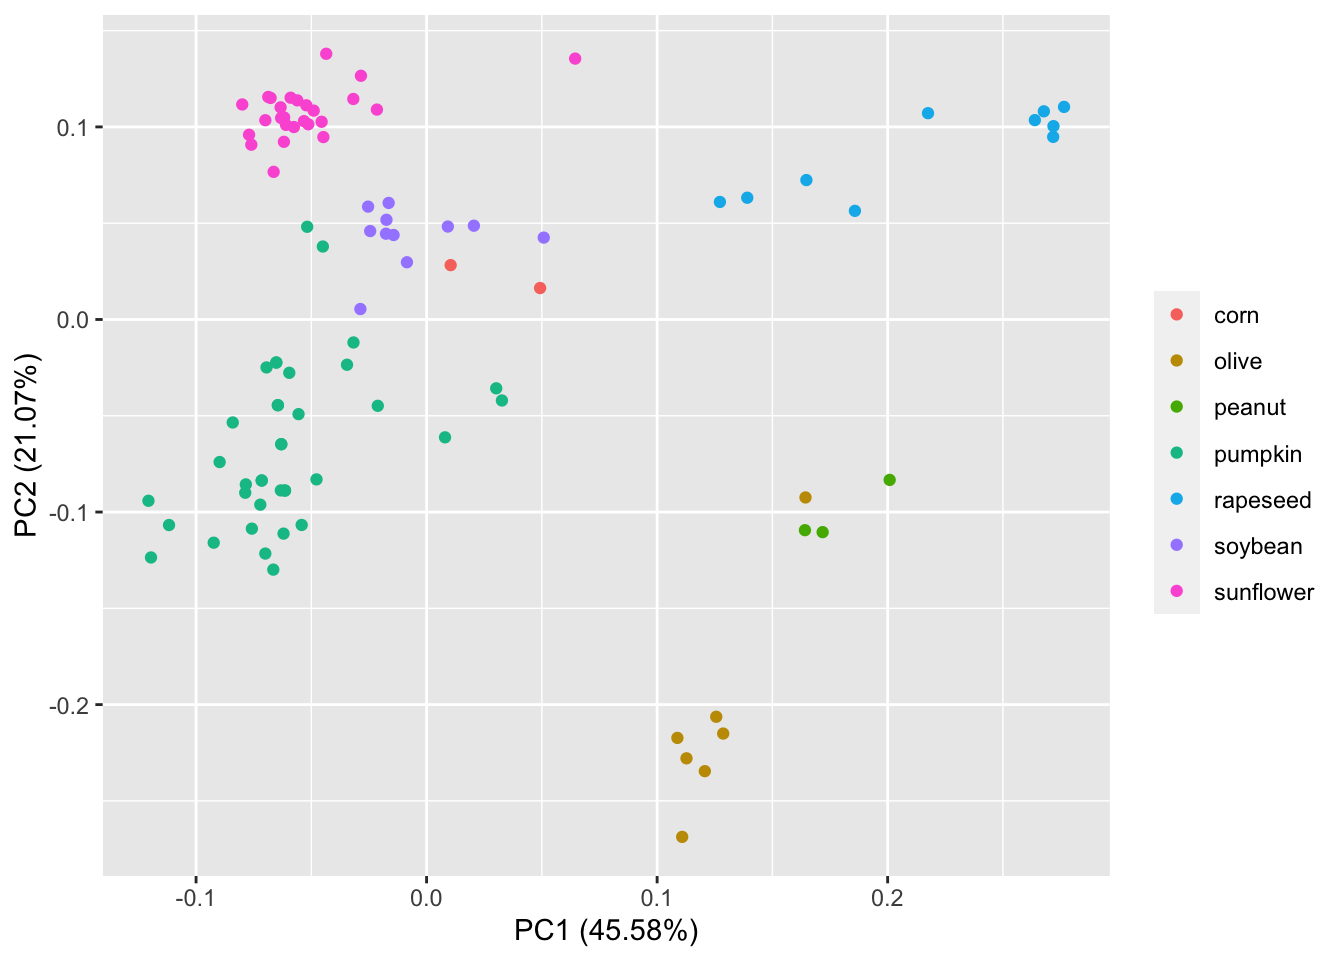 0.1
0.0
-0.1
-0.2
PC2 (21.07%)
-0.1
0.0
0.1
0.2
PC1 (45.58%)
corn
olive
peanut
pumpkin
rapeseed
soybean
sunflower